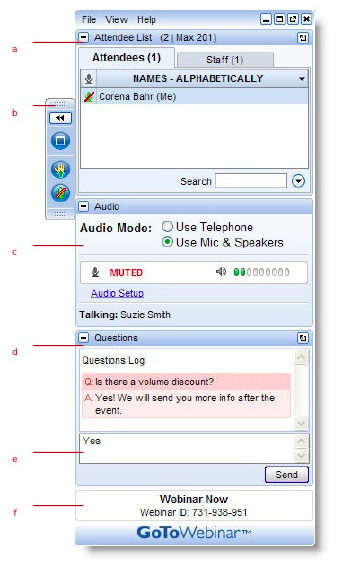 File View Help
a
Attendee List (2 | Max 201)
Attendees (1) Staff (1)
NAMES - ALPHABETICALLY
b
Corena Bahr (Me)
Search
Audio
Audio Mode: Use Telephone
Use Mic & Speakers
c
MUTED
Audio Setup
Talking: Suzie Smth
Questions
d
Questions Log
Q: Is there a volume discount?
A: Yes! We will send you more info after the
event.
Yes
e
Send
Webinar Now
f
Webinar ID: 731-938-951
GoToWebinar™